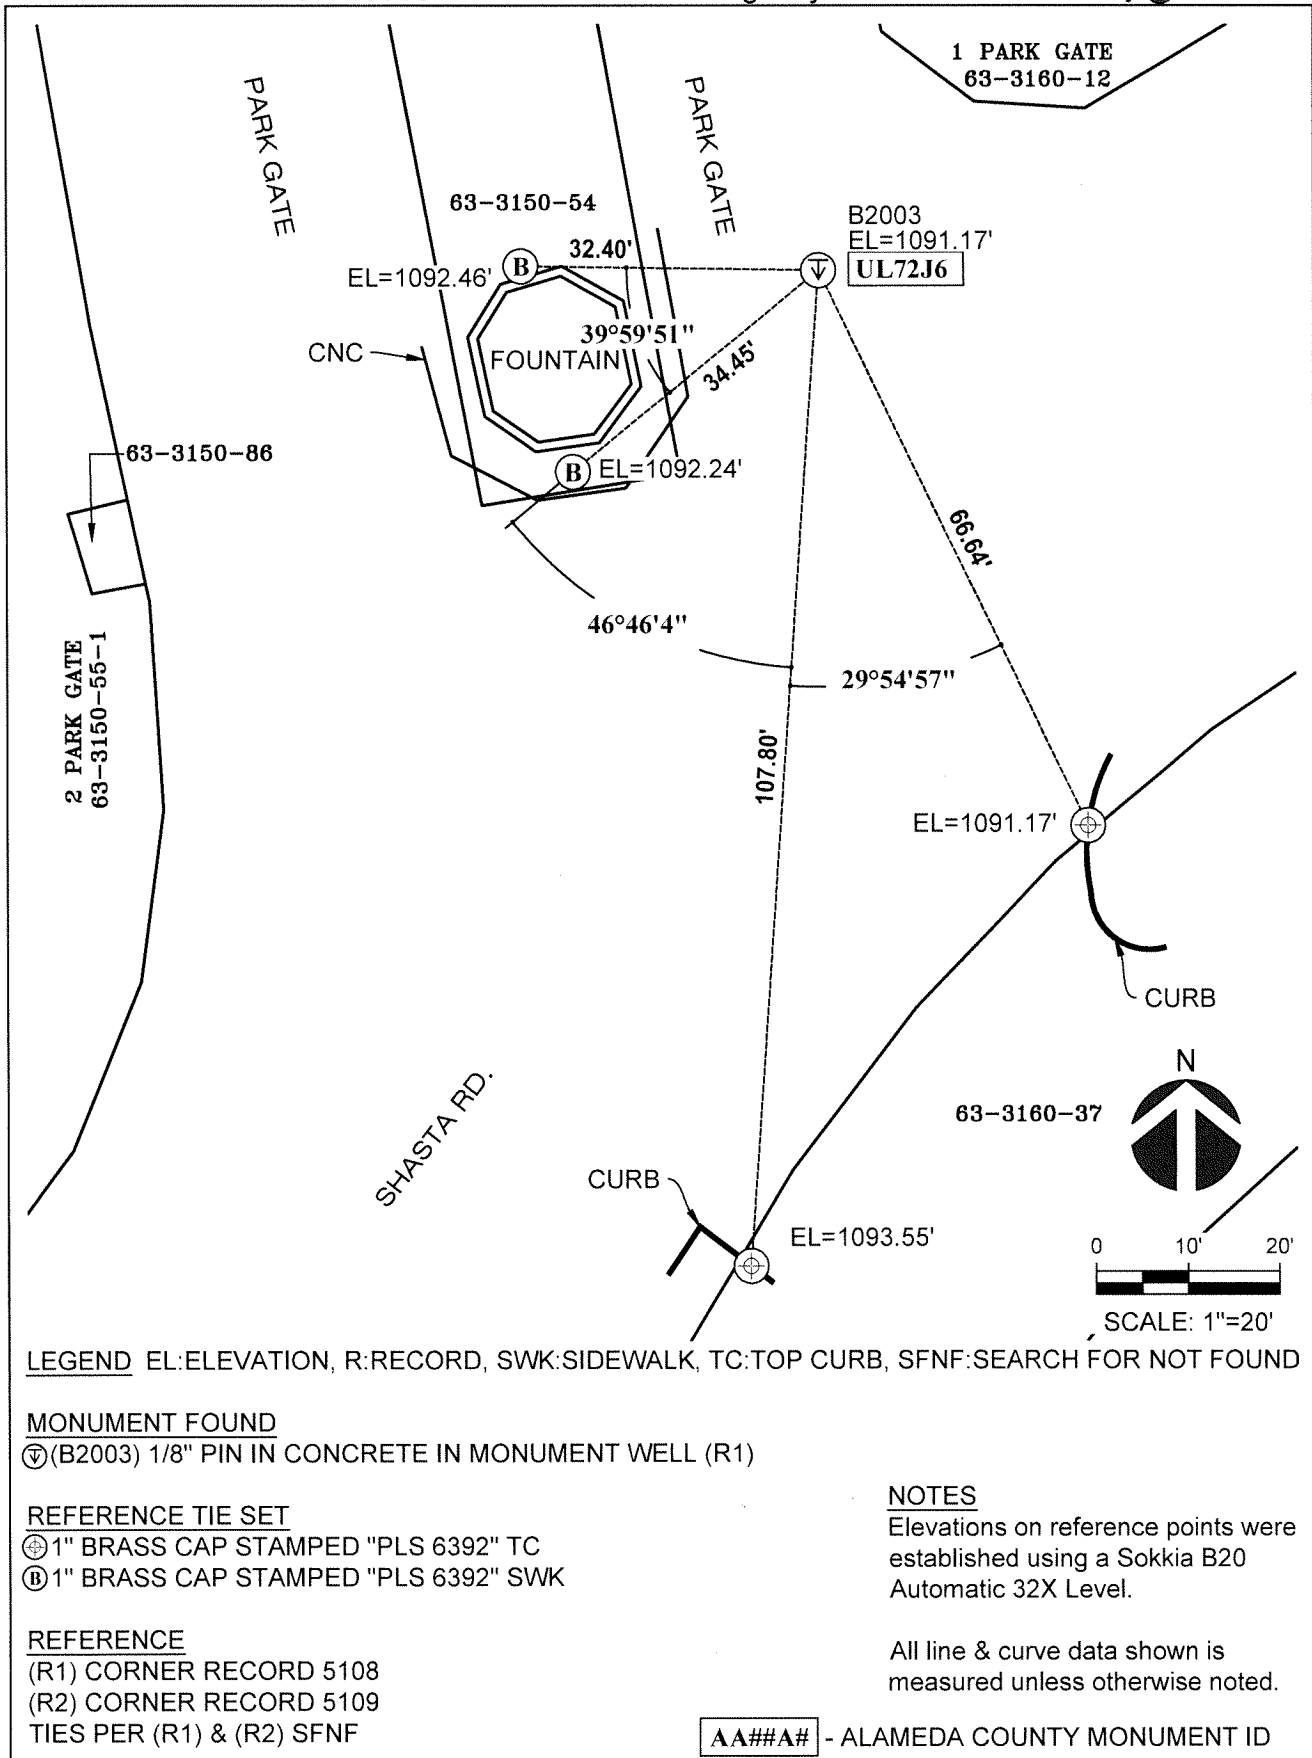 1 PARK GATE
63-3160-12
PARK GATE
PARK GATE
63-3150-54
B2003
EL=1091.17'
UL72J6
32.40'
B
EL=1092.46'
39°59'51"
CNC
FOUNTAIN
34.45'
63-3150-86
B
EL=1092.24'
66.64'
46°46'4"
29°54'57"
2 PARK GATE
63-3150-55-1
107.80'
EL=1091.17'
CURB
N
63-3160-37
SHASTA RD.
CURB
EL=1093.55'
0 10' 20'
SCALE: 1"=20'
LEGEND EL:ELEVATION, R:RECORD, SWK:SIDEWALK, TC:TOP CURB, SFNF:SEARCH FOR NOT FOUND
MONUMENT FOUND
(B2003) 1/8" PIN IN CONCRETE IN MONUMENT WELL (R1)
REFERENCE TIE SET
1" BRASS CAP STAMPED "PLS 6392" TC
B 1" BRASS CAP STAMPED "PLS 6392" SWK
REFERENCE
(R1) CORNER RECORD 5108
(R2) CORNER RECORD 5109
TIES PER (R1) & (R2) SFNF
NOTES
Elevations on reference points were
established using a Sokkia B20
Automatic 32X Level.
All line & curve data shown is
measured unless otherwise noted.
AA##A# - ALAMEDA COUNTY MONUMENT ID